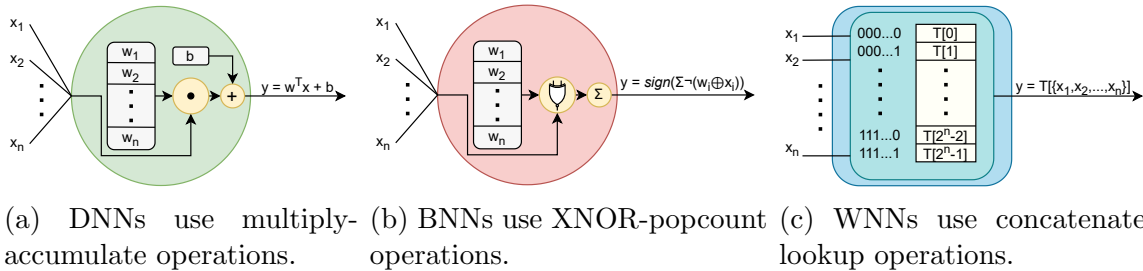 x1
x2
xn
w1
w2
wn
b
•
+
y = wᵀx + b
x1
x2
xn
w1
w2
wn
Σ
y = sign(Σ¬(wi⊕xi))
x1
x2
xn
000...0 T[0]
000...1 T[1]
111...0 T[2ⁿ-2]
111...1 T[2ⁿ-1]
y = T[{x1,x2,...,xn}]
(a) DNNs use multiply-
accumulate operations.
(b) BNNs use XNOR-popcount
operations.
(c) WNNs use concatenate
lookup operations.